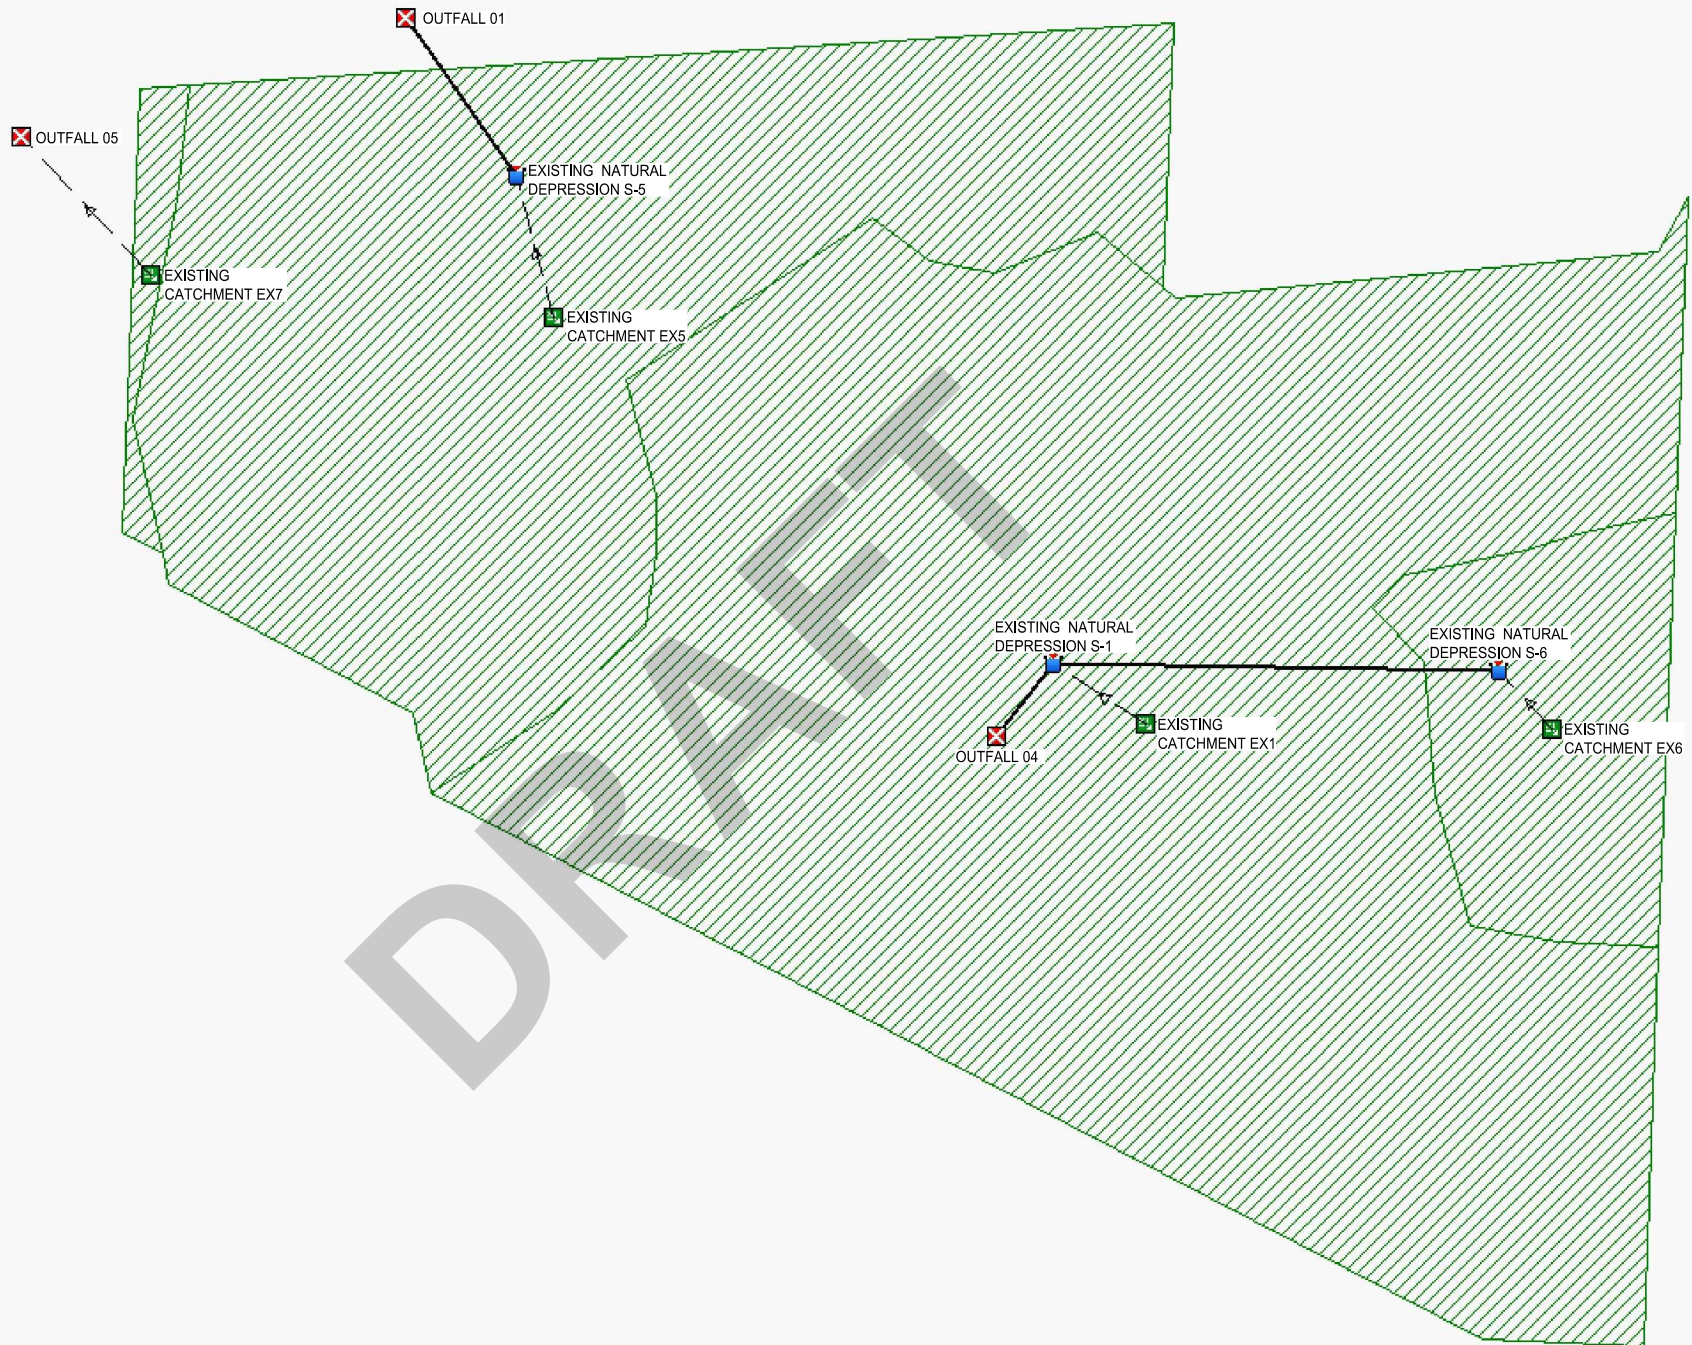 OUTFALL 01
OUTFALL 05
EXISTING NATURAL
DEPRESSION S-5
EXISTING
CATCHMENT EX7
EXISTING
CATCHMENT EX5
DRAFT
EXISTING NATURAL
DEPRESSION S-1
EXISTING NATURAL
DEPRESSION S-6
EXISTING
CATCHMENT EX1
OUTFALL 04
EXISTING
CATCHMENT EX6